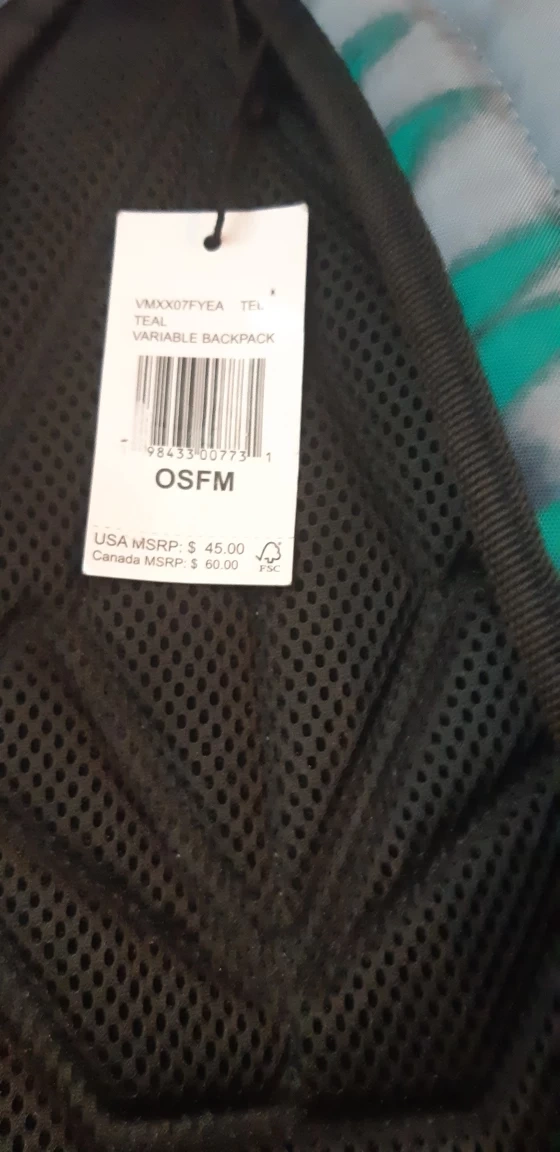 VMXX07FYEA TEL
TEAL
VARIABLE BACKPACK
98433 00773 1
OSFM
USA MSRP: $ 45.00
Canada MSRP: $ 60.00
FSC